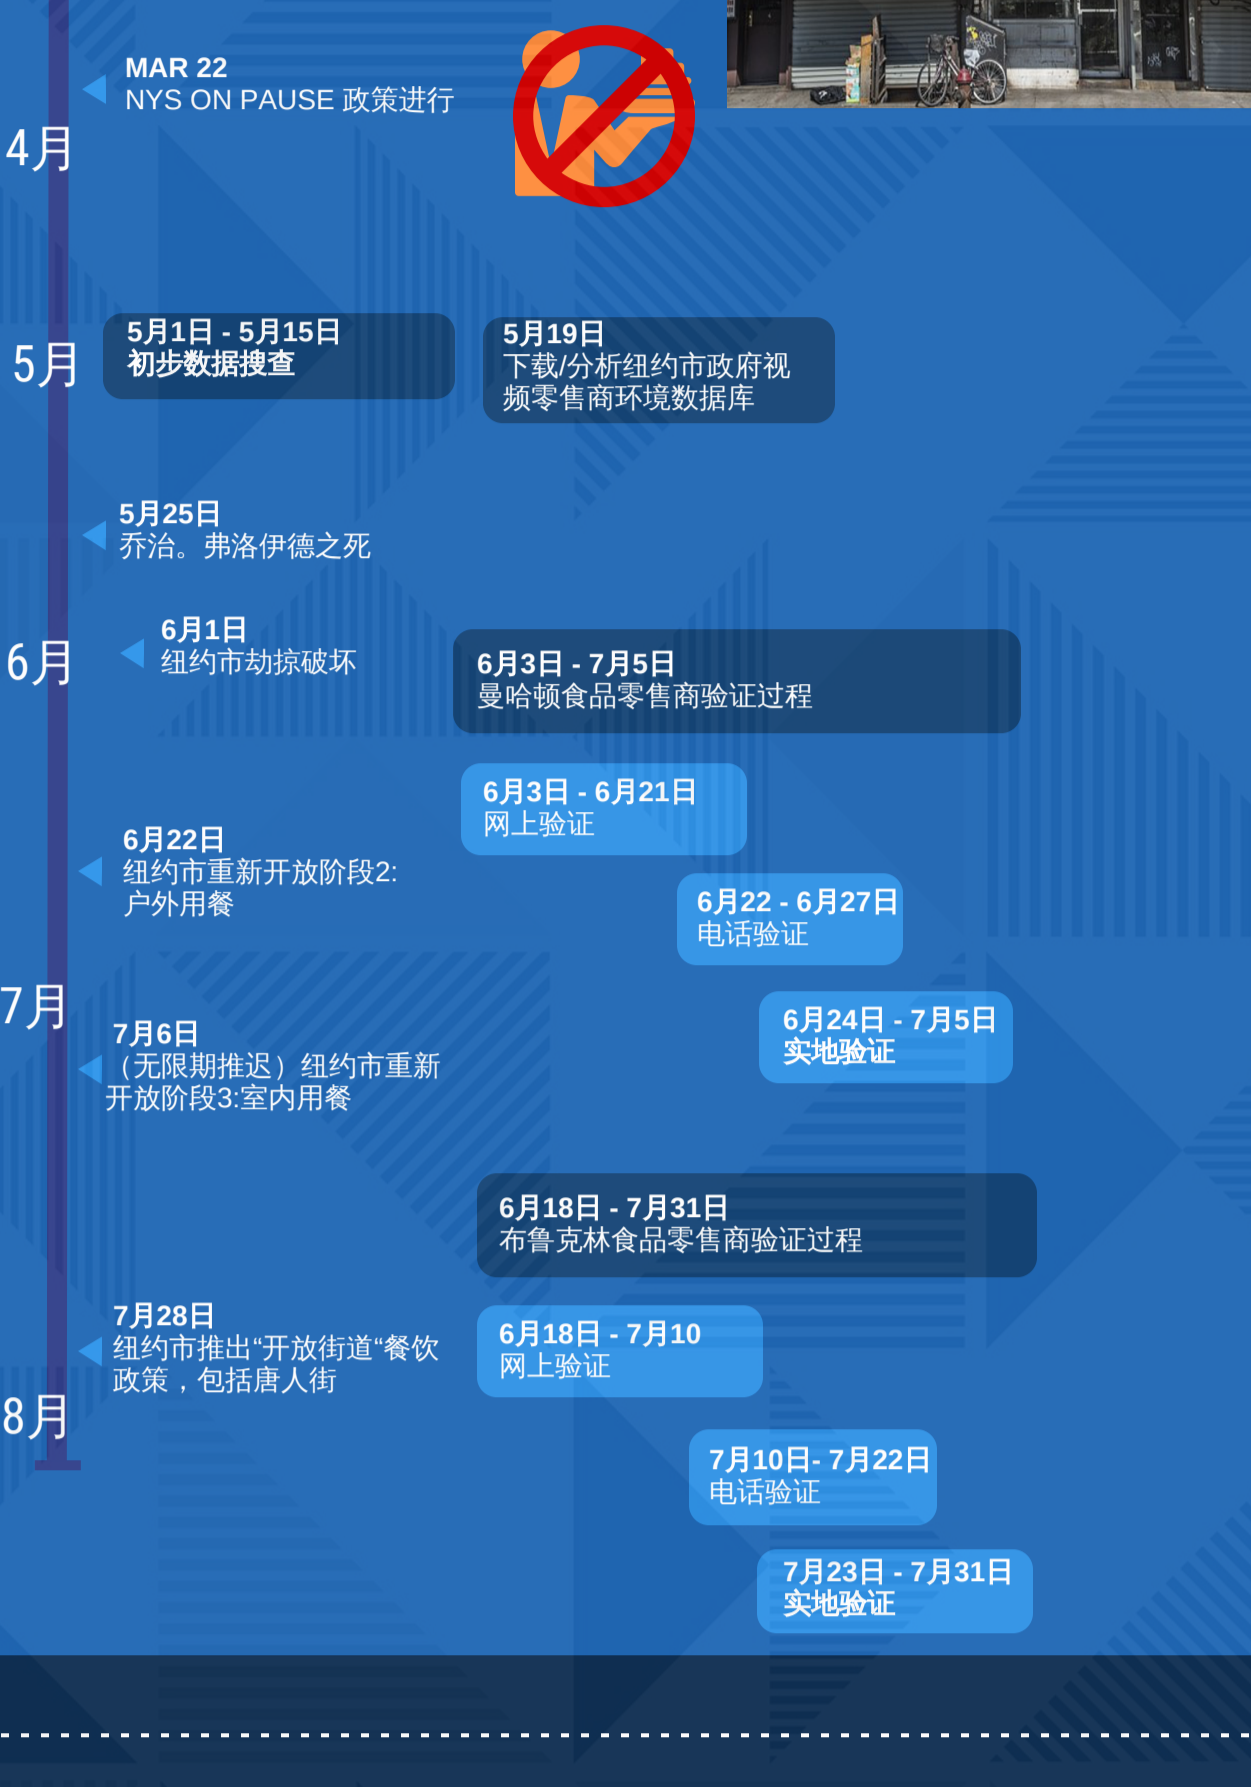 MAR 22
NYS ON PAUSE 政策进行
4月
5月
5月1日 - 5月15日
初步数据搜查
5月19日
下载/分析纽约市政府视
频零售商环境数据库
5月25日
乔治。弗洛伊德之死
6月
6月1日
纽约市劫掠破坏
6月3日 - 7月5日
曼哈顿食品零售商验证过程
6月3日 - 6月21日
网上验证
6月22日
纽约市重新开放阶段2:
户外用餐
6月22 - 6月27日
电话验证
7月
7月6日
（无限期推迟）纽约市重新
开放阶段3:室内用餐
6月24日 - 7月5日
实地验证
6月18日 - 7月31日
布鲁克林食品零售商验证过程
7月28日
纽约市推出“开放街道“餐饮
政策，包括唐人街
6月18日 - 7月10
网上验证
8月
7月10日- 7月22日
电话验证
7月23日 - 7月31日
实地验证